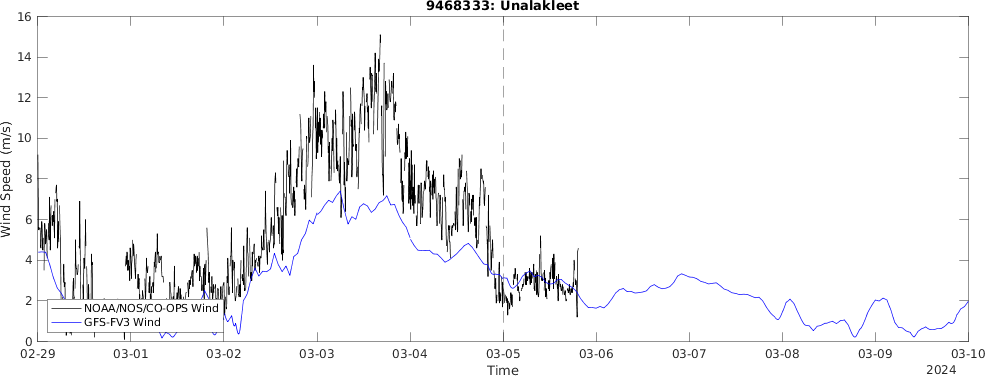 9468333: Unalakleet
Wind Speed (m/s)
16
14
12
10
8
6
4
2
0
NOAA/NOS/CO-OPS Wind
GFS-FV3 Wind
02-29 03-01 03-02 03-03 03-04 03-05 03-06 03-07 03-08 03-09 03-10
Time
2024